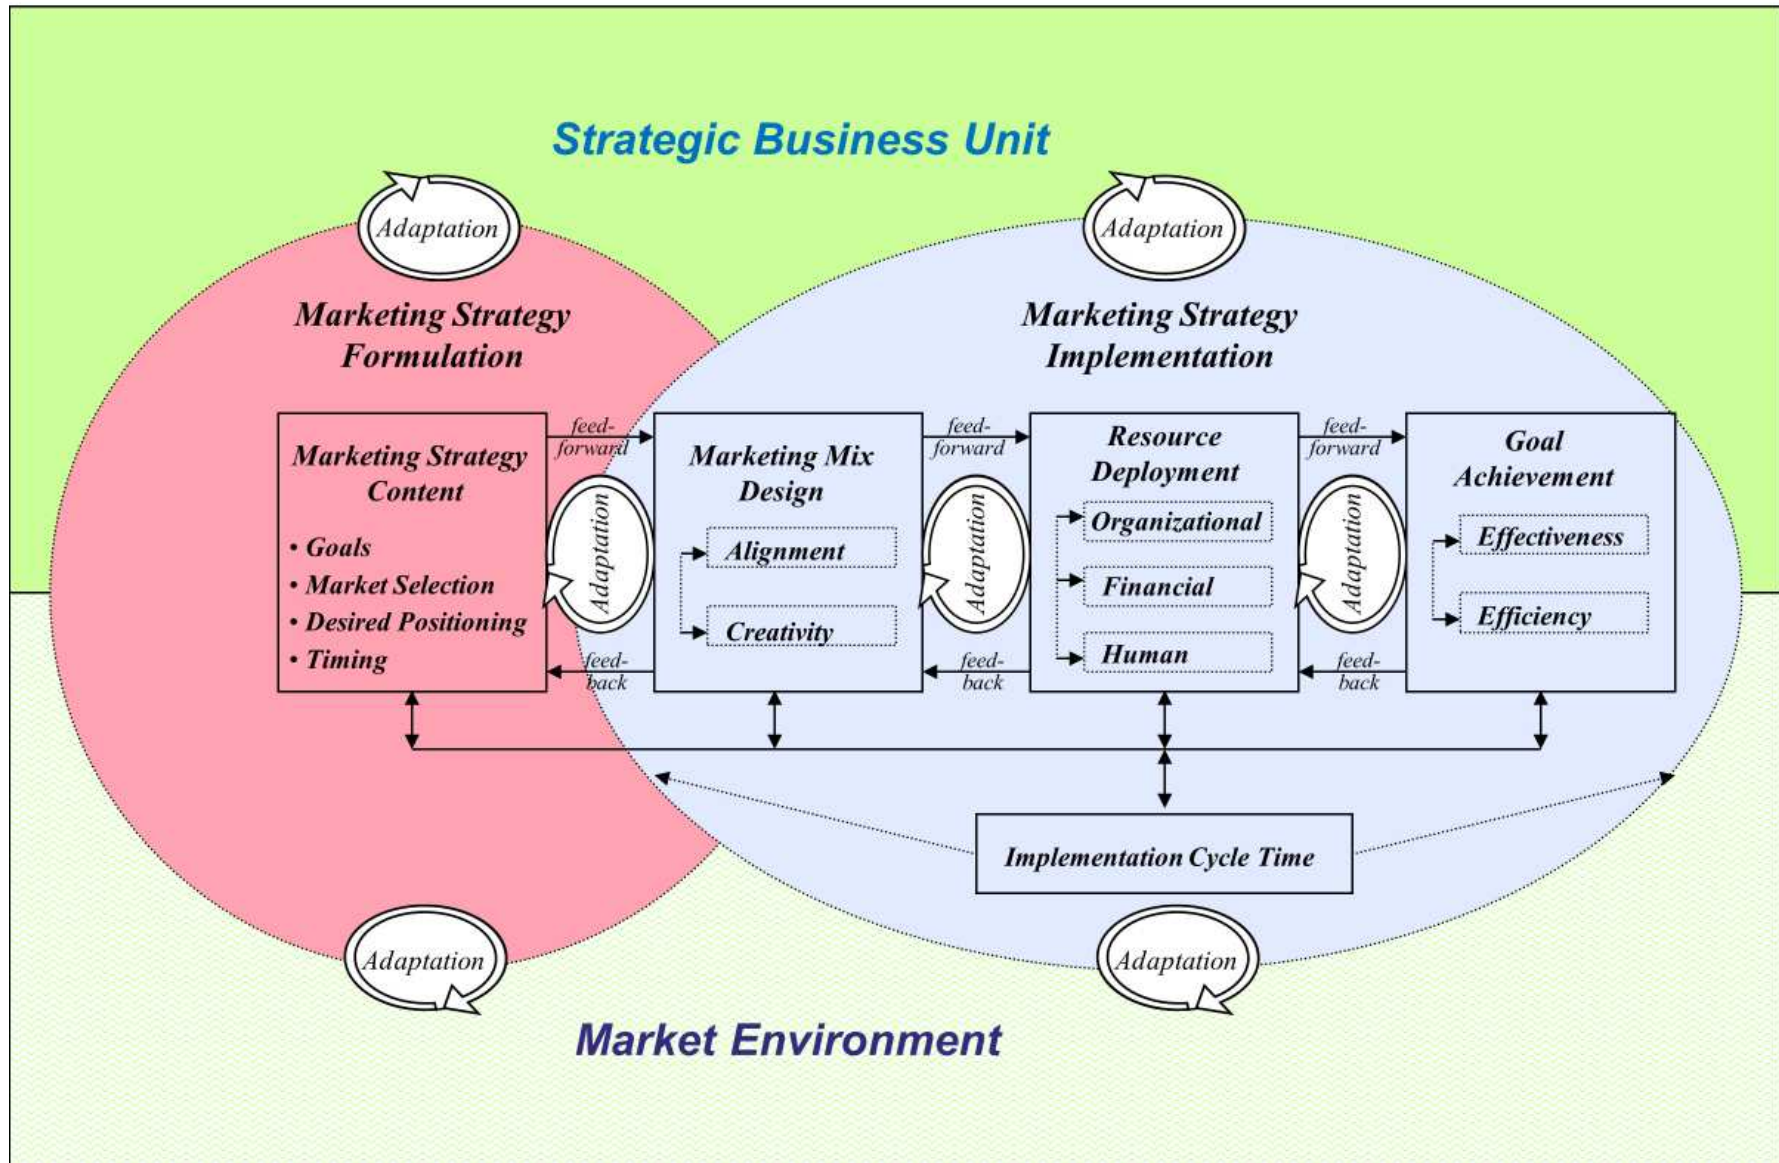 Strategic Business Unit
Adaptation
Adaptation
Marketing Strategy
Formulation
Marketing Strategy
Implementation
Marketing Strategy
Content
• Goals
• Market Selection
• Desired Positioning
• Timing
feed-
forward
Adaptation
feed-
back
Marketing Mix
Design
Alignment
Creativity
feed-
forward
Adaptation
feed-
back
Resource
Deployment
Organizational
Financial
Human
feed-
forward
Adaptation
feed-
back
Goal
Achievement
Effectiveness
Efficiency
Implementation Cycle Time
Adaptation
Adaptation
Market Environment